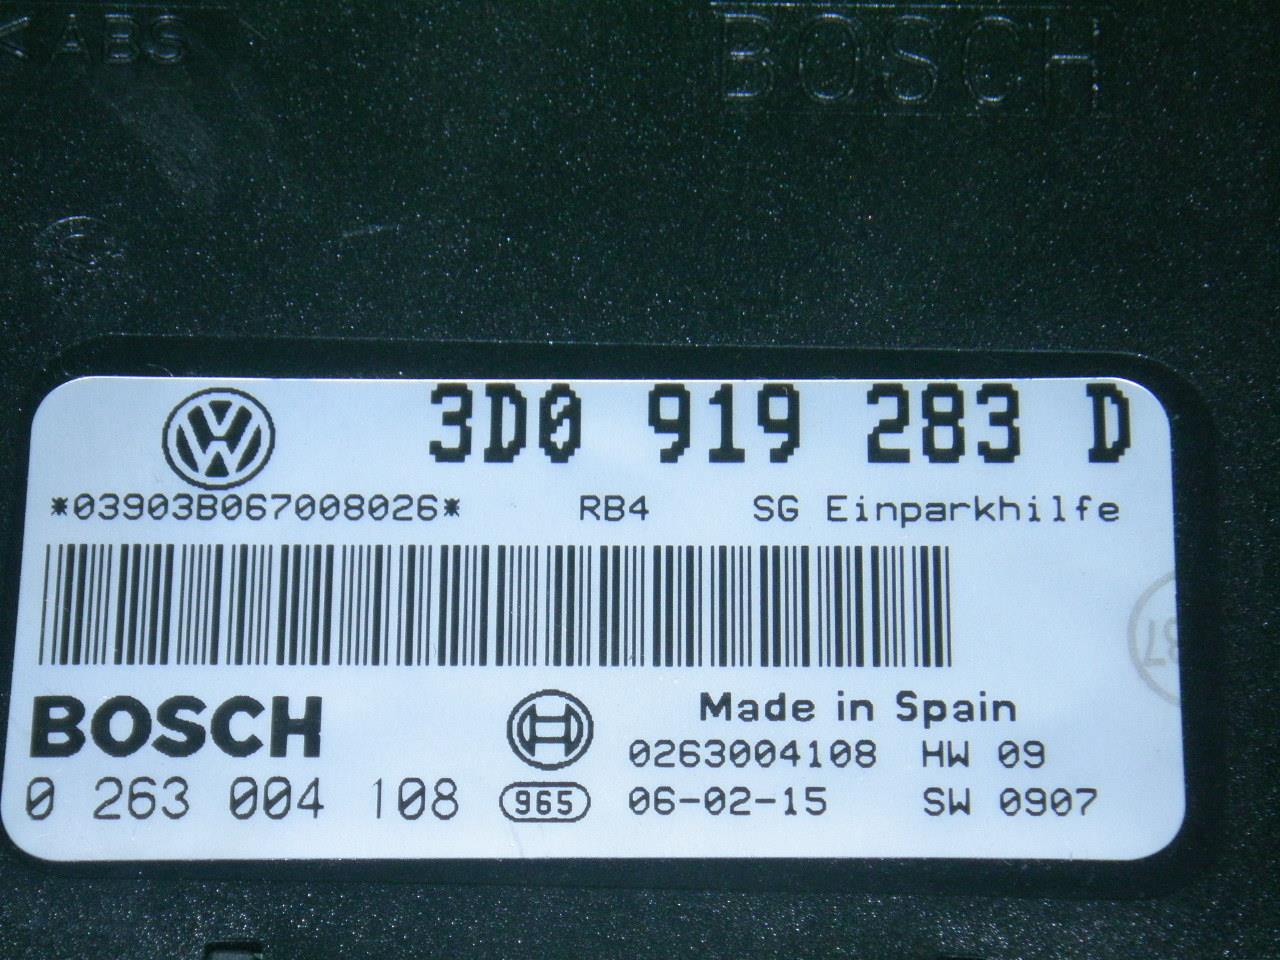 <ABS
BOSCH
3D0 919 283 D
*03903B067008026* RB4 SG Einparkhilfe
BOSCH
Made in Spain
0263004108 HW 09
0 263 004 108 965 06-02-15 SW 0907